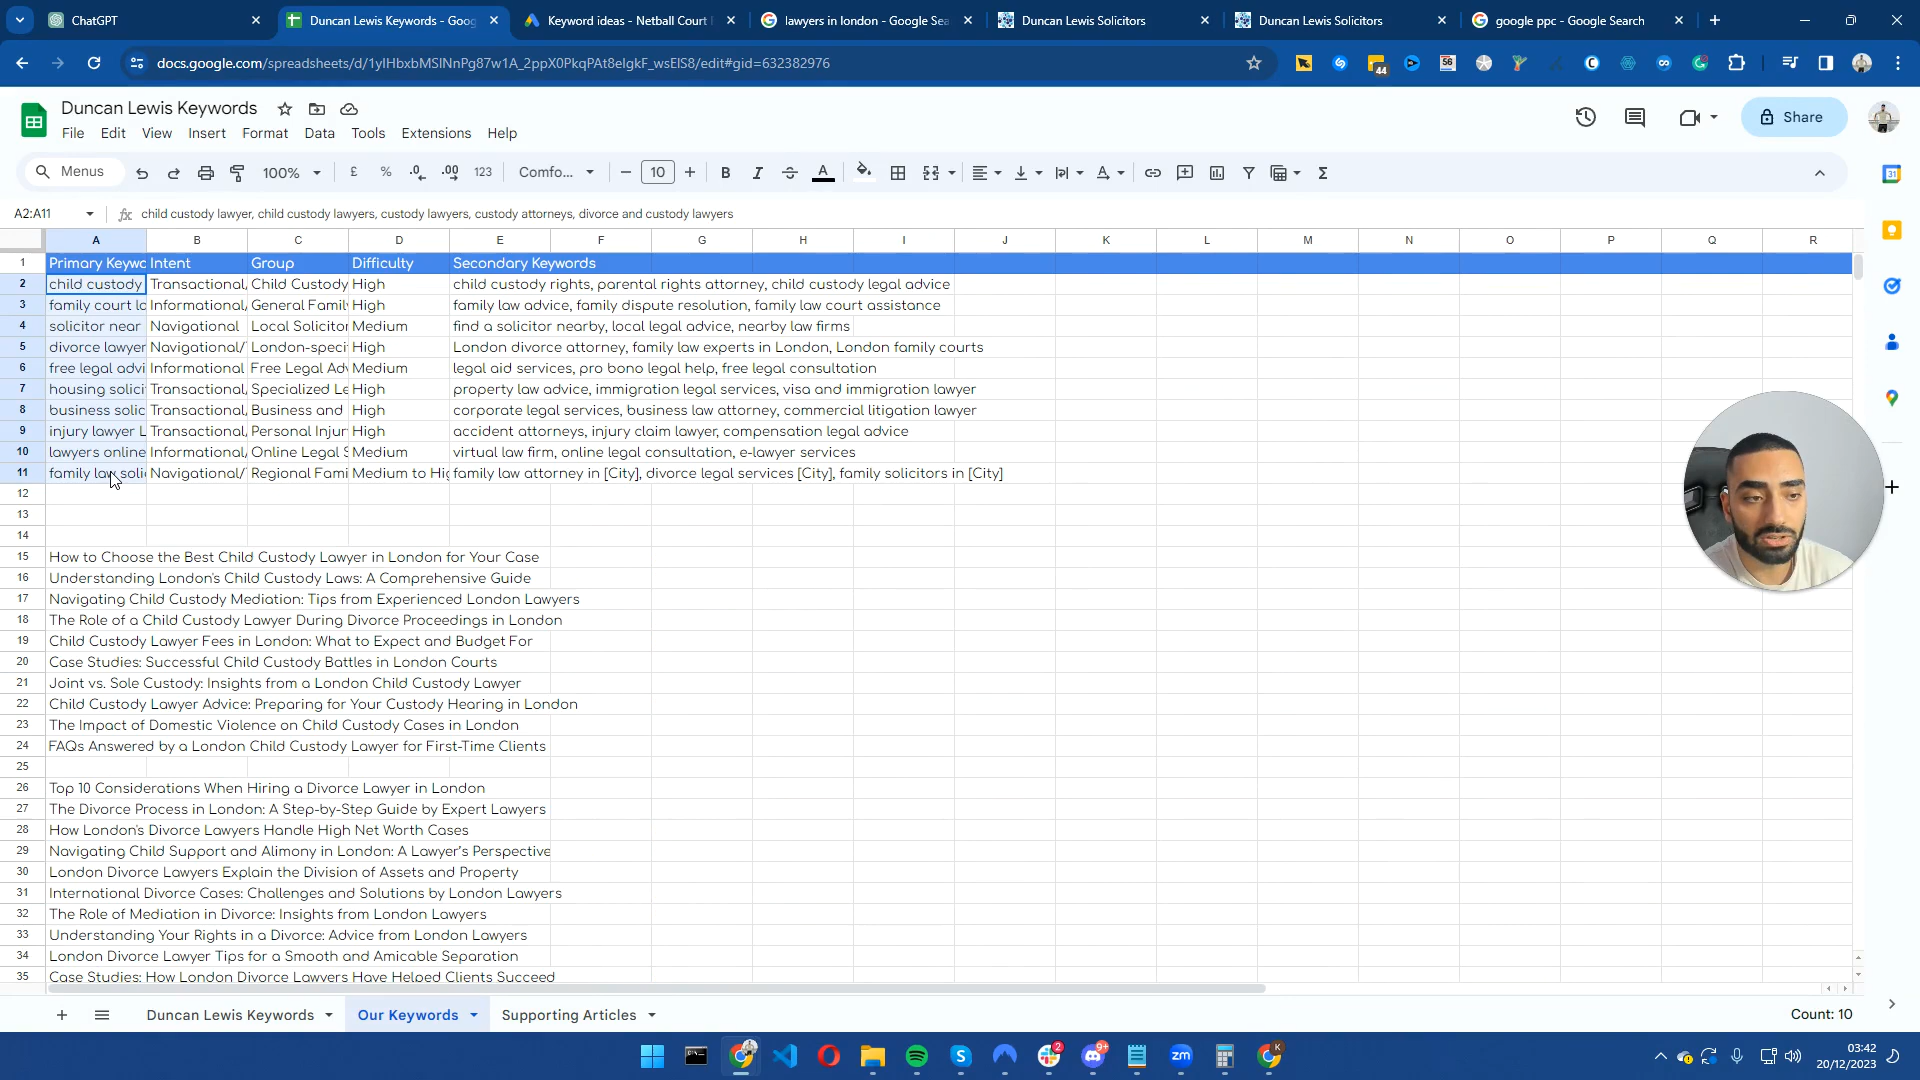 ChatGPT
Duncan Lewis Keywords - Goog
Keyword ideas - Netball Court
lawyers in london - Google Sea
Duncan Lewis Solicitors
Duncan Lewis Solicitors
google ppc - Google Search
Duncan Lewis Keywords
File Edit View Insert Format Data Tools Extensions Help
Share
Menus
100%
£ % .0 .00 123
Comfo...
10
A2:A11
child custody lawyer, child custody lawyers, custody lawyers, custody attorneys, divorce and custody lawyers
A B C D E F G H I J K L M N O P Q R
1 Primary Keywo Intent Group Difficulty Secondary Keywords
2 child custody Transactional/ Child Custody High child custody rights, parental rights attorney, child custody legal advice
3 family court la Informational/ General Famil High family law advice, family dispute resolution, family law court assistance
4 solicitor near Navigational Local Solicitor Medium find a solicitor nearby, local legal advice, nearby law firms
5 divorce lawyer Navigational/ London-speci High London divorce attorney, family law experts in London, London family courts
6 free legal advi Informational Free Legal Adv Medium legal aid services, pro bono legal help, free legal consultation
7 housing solicit Transactional/ Specialized Le High property law advice, immigration legal services, visa and immigration lawyer
8 business solic Transactional/ Business and High corporate legal services, business law attorney, commercial litigation lawyer
9 injury lawyer L Transactional/ Personal Injur High accident attorneys, injury claim lawyer, compensation legal advice
10 lawyers online Informational/ Online Legal S Medium virtual law firm, online legal consultation, e-lawyer services
11 family law soli Navigational/ Regional Fami Medium to Hig family law attorney in [City], divorce legal services [City], family solicitors in [City]
12
13
14
15 How to Choose the Best Child Custody Lawyer in London for Your Case
16 Understanding London's Child Custody Laws: A Comprehensive Guide
17 Navigating Child Custody Mediation: Tips from Experienced London Lawyers
18 The Role of a Child Custody Lawyer During Divorce Proceedings in London
19 Child Custody Lawyer Fees in London: What to Expect and Budget For
20 Case Studies: Successful Child Custody Battles in London Courts
21 Joint vs. Sole Custody: Insights from a London Child Custody Lawyer
22 Child Custody Lawyer Advice: Preparing for Your Custody Hearing in London
23 The Impact of Domestic Violence on Child Custody Cases in London
24 FAQs Answered by a London Child Custody Lawyer for First-Time Clients
25
26 Top 10 Considerations When Hiring a Divorce Lawyer in London
27 The Divorce Process in London: A Step-by-Step Guide by Expert Lawyers
28 How London's Divorce Lawyers Handle High Net Worth Cases
29 Navigating Child Support and Alimony in London: A Lawyer's Perspective
30 London Divorce Lawyers Explain the Division of Assets and Property
31 International Divorce Cases: Challenges and Solutions by London Lawyers
32 The Role of Mediation in Divorce: Insights from London Lawyers
33 Understanding Your Rights in a Divorce: Advice from London Lawyers
34 London Divorce Lawyer Tips for a Smooth and Amicable Separation
35 Case Studies: How London Divorce Lawyers Have Helped Clients Succeed
Duncan Lewis Keywords
Our Keywords
Supporting Articles
Count: 10
03:42
20/12/2023